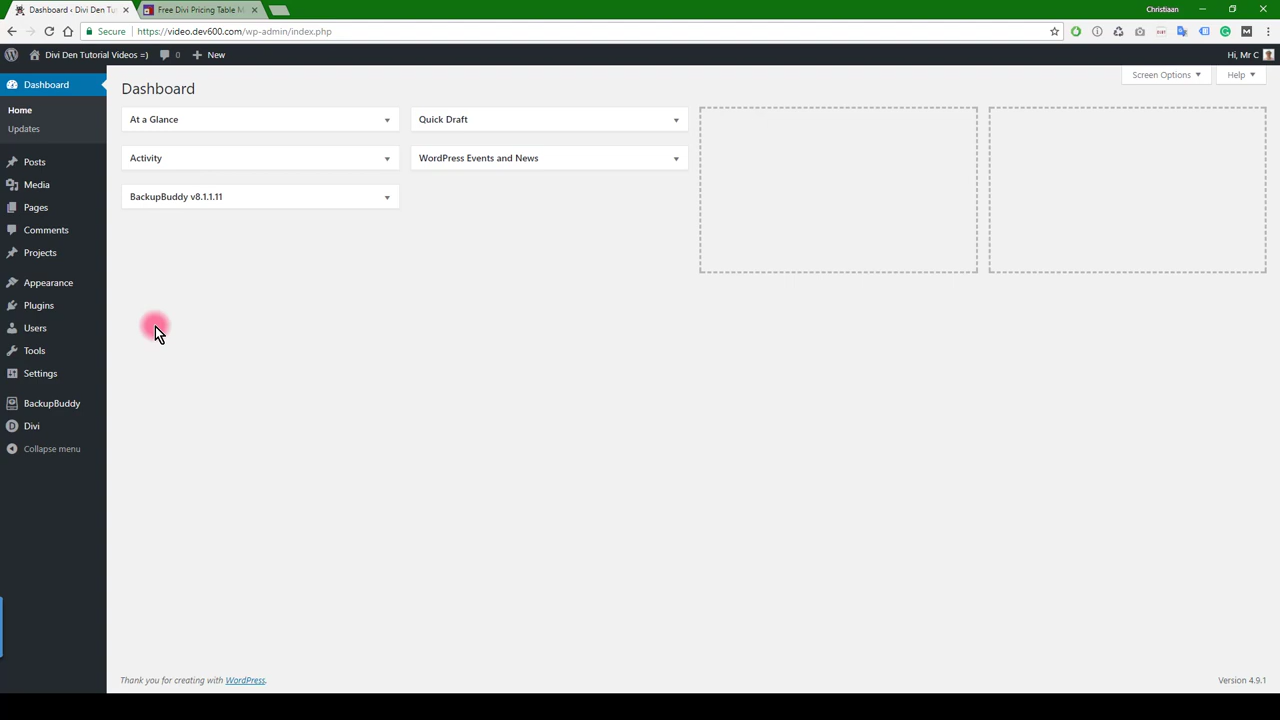 Dashboard ‹ Divi Den Tu
Free Divi Pricing Table M
Christiaan
Secure
https://video.dev600.com/wp-admin/index.php
Divi Den Tutorial Videos =)
0
New
Hi, Mr C
Dashboard
Home
Updates
Posts
Media
Pages
Comments
Projects
Appearance
Plugins
Users
Tools
Settings
BackupBuddy
Divi
Collapse menu
Screen Options
Help
Dashboard
At a Glance
Quick Draft
Activity
WordPress Events and News
BackupBuddy v8.1.1.11
Thank you for creating with WordPress.
Version 4.9.1